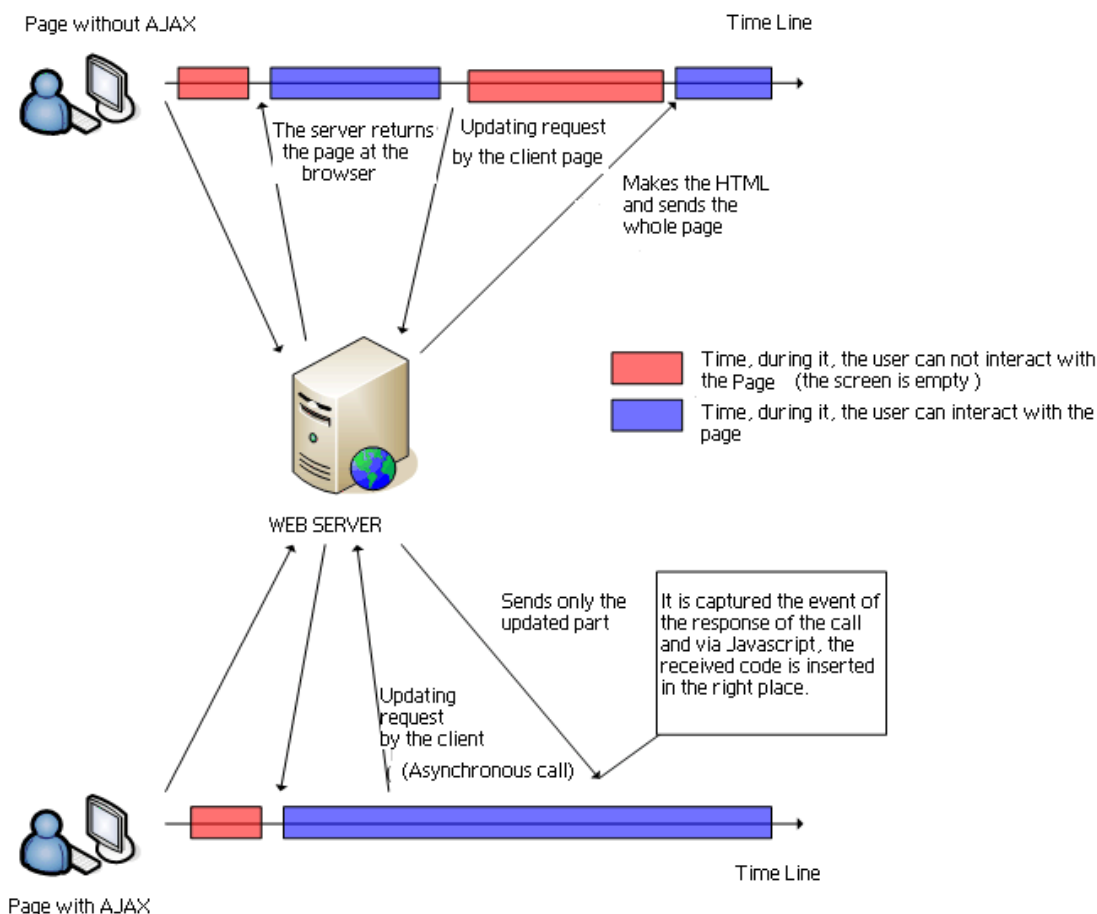 Page without AJAX
Time Line
The server returns
the page at the
browser
Updating request
by the client page
Makes the HTML
and sends the
whole page
Time, during it, the user can not interact with
the Page (the screen is empty )
Time, during it, the user can interact with the
page
WEB SERVER
Sends only the
updated part
It is captured the event of
the response of the call
and via Javascript, the
received code is inserted
in the right place.
Updating
request
by the client
(Asynchronous call)
Time Line
Page with AJAX